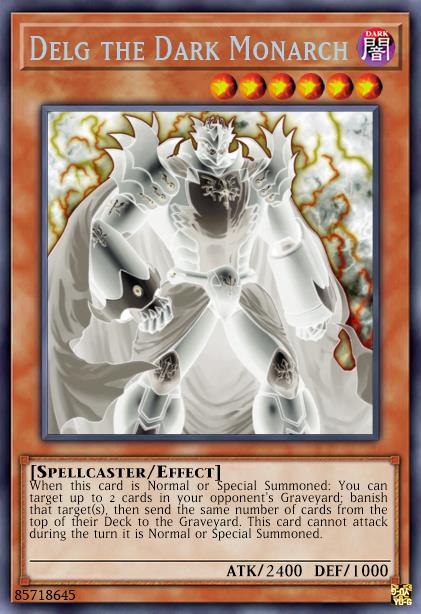 Delg the Dark Monarch
DARK
闇
[Spellcaster/Effect]
When this card is Normal or Special Summoned: You can
target up to 2 cards in your opponent's Graveyard; banish
that target(s), then send the same number of cards from the
top of their Deck to the Graveyard. This card cannot attack
during the turn it is Normal or Special Summoned.
ATK/2400 DEF/1000
85718645